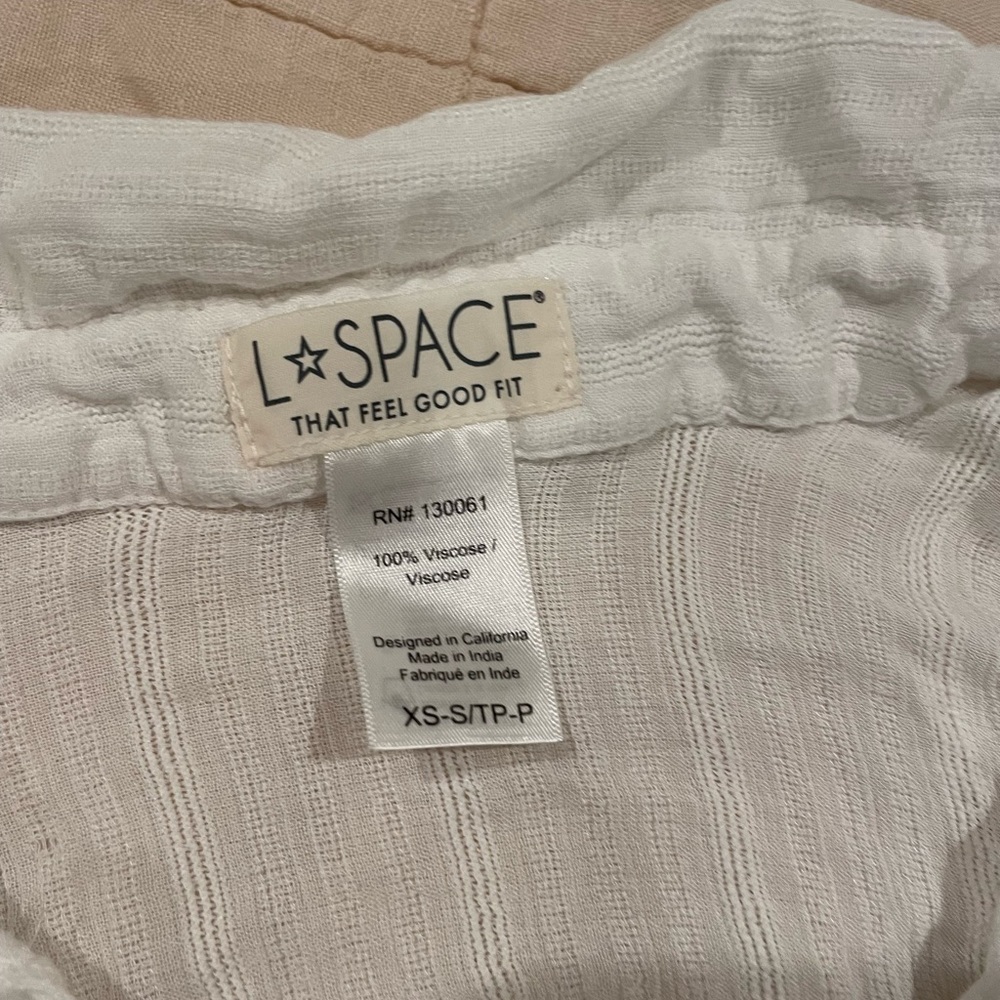 L☆SPACE®
THAT FEEL GOOD FIT
RN# 130061
100% Viscose /
Viscose
Designed in California
Made in India
Fabriqué en Inde
XS-S/TP-P